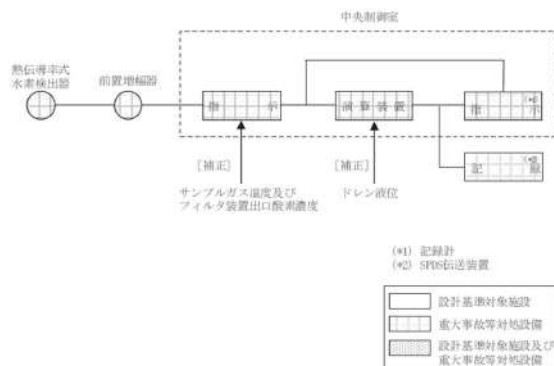 中央制御室
熱伝導率式
水素検出器
前置増幅器
指　示
演算装置
指　示
記　録
[補正]
[補正]
サンプルガス温度及び
フィルタ装置出口酸素濃度
ドレン液位
(*1) 記録計
(*2) SPDS伝送装置
設計基準対象施設
重大事故等対処設備
設計基準対象施設及び
重大事故等対処設備